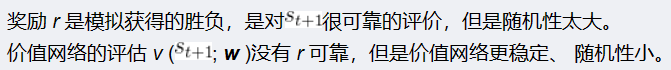 奖励 r 是模拟获得的胜负，是对 s_{t+1} 很可靠的评价，但是随机性太大。
价值网络的评估 v (s_{t+1}; w )没有 r 可靠，但是价值网络更稳定、 随机性小。